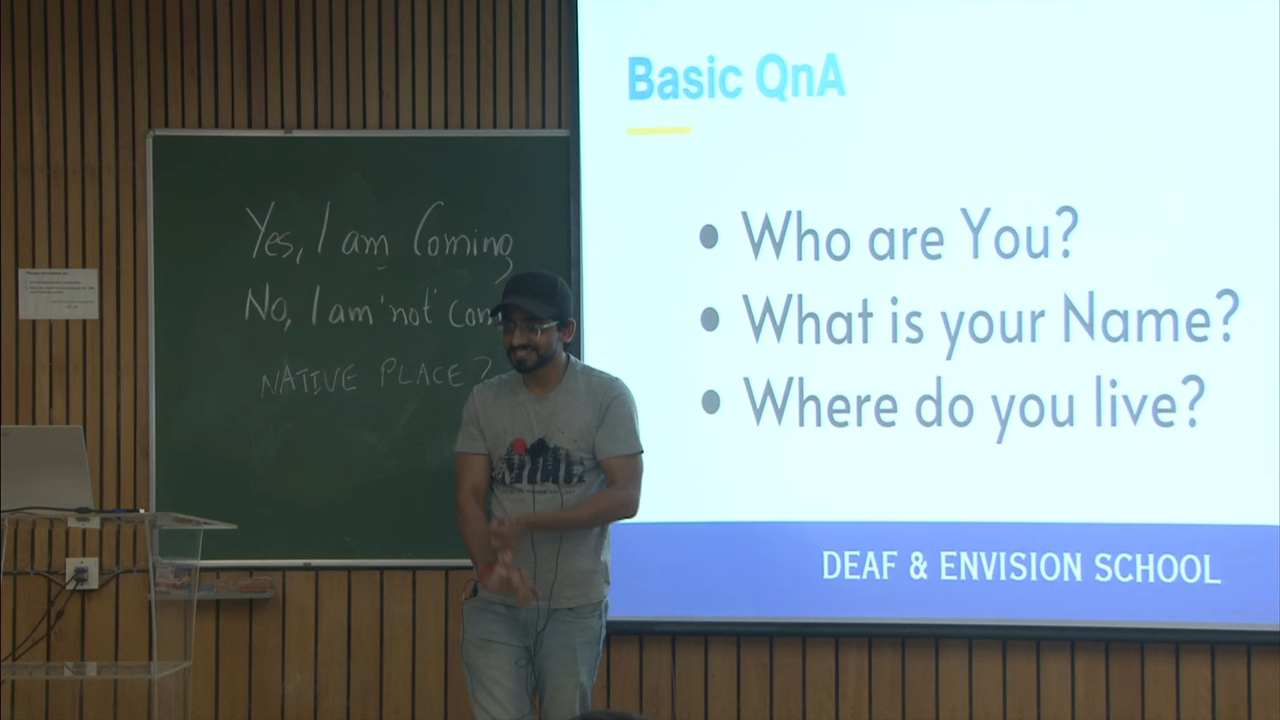 Yes, I am Coming
No, I am 'not'
NATIVE PLACE?
Basic QnA
• Who are You?
• What is your Name?
• Where do you live?
DEAF & ENVISION SCHOOL